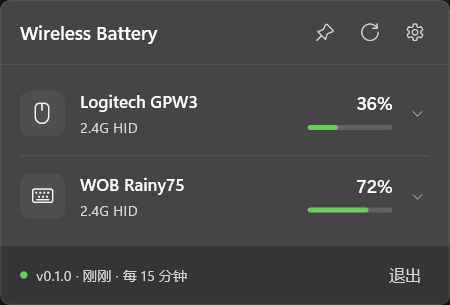 Wireless Battery
Logitech GPW3
36%
2.4G HID
WOB Rainy75
72%
2.4G HID
v0.1.0 · 刚刚 · 每 15 分钟
退出